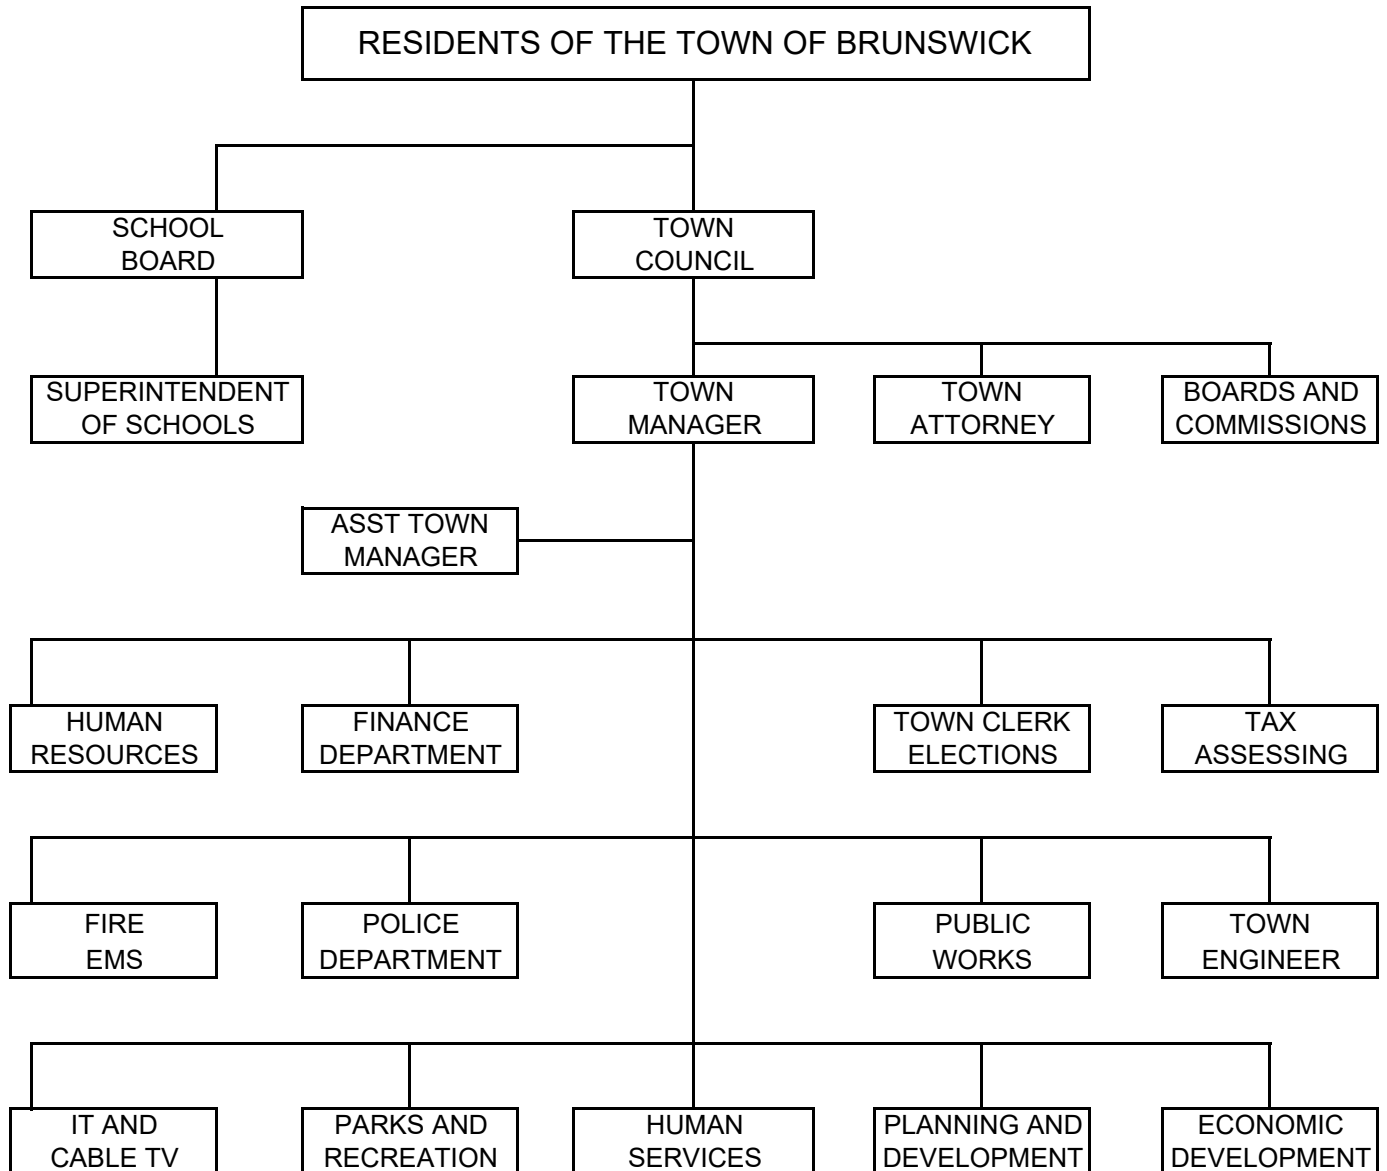 RESIDENTS OF THE TOWN OF BRUNSWICK
SCHOOL
BOARD
TOWN
COUNCIL
SUPERINTENDENT
OF SCHOOLS
TOWN
MANAGER
TOWN
ATTORNEY
BOARDS AND
COMMISSIONS
ASST TOWN
MANAGER
HUMAN
RESOURCES
FINANCE
DEPARTMENT
TOWN CLERK
ELECTIONS
TAX
ASSESSING
FIRE
EMS
POLICE
DEPARTMENT
PUBLIC
WORKS
TOWN
ENGINEER
IT AND
CABLE TV
PARKS AND
RECREATION
HUMAN
SERVICES
PLANNING AND
DEVELOPMENT
ECONOMIC
DEVELOPMENT